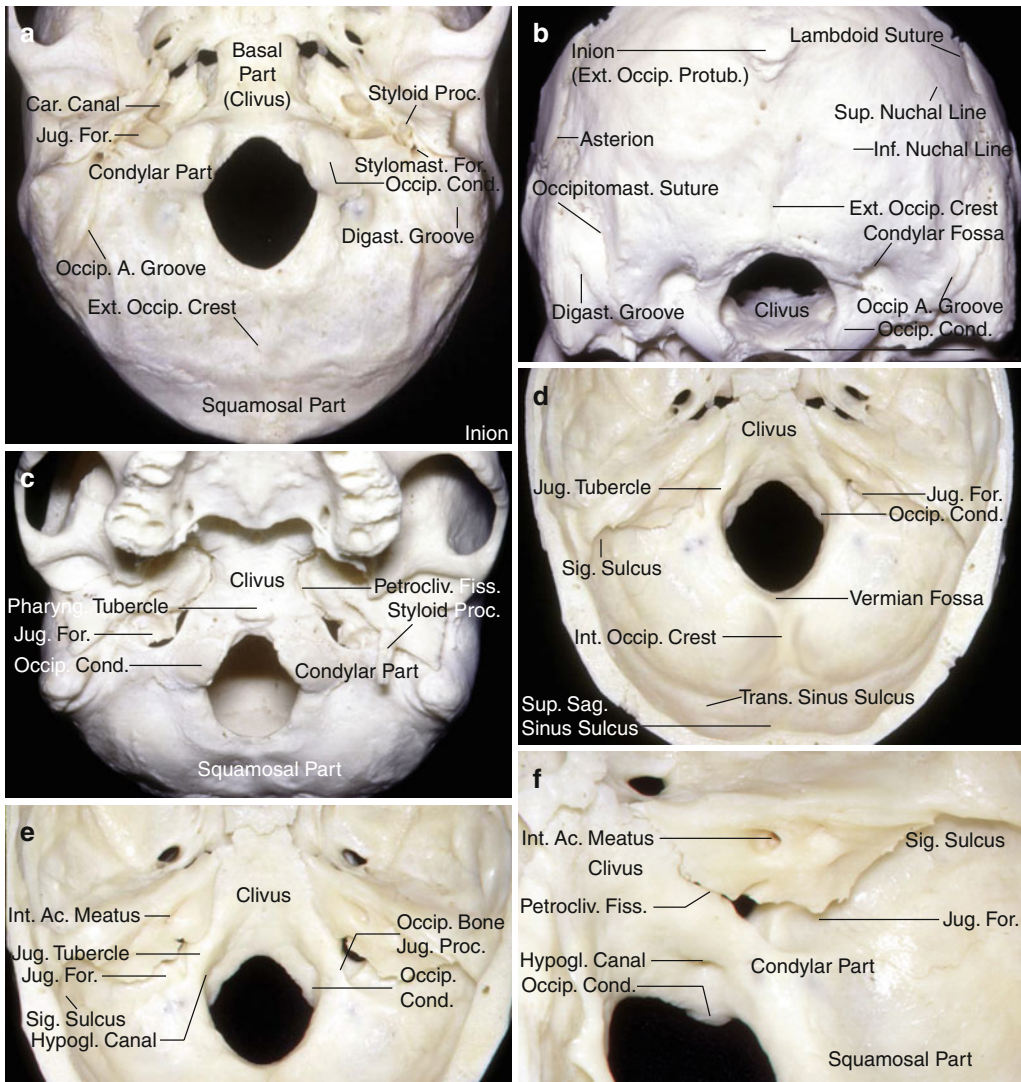 a
Basal
Part
(Clivus)
Car. Canal
Styloid Proc.
Jug. For.
Stylomast. For.
Condylar Part
Occip. Cond.
Digast. Groove
Occip. A. Groove
Ext. Occip. Crest
Squamosal Part
Inion
b
Inion
(Ext. Occip. Protub.)
Lambdoid Suture
Sup. Nuchal Line
Asterion
Inf. Nuchal Line
Occipitomast. Suture
Ext. Occip. Crest
Condylar Fossa
Digast. Groove
Clivus
Occip A. Groove
Occip. Cond.
c
Clivus
Petrocliv. Fiss.
Pharyng. Tubercle
Styloid Proc.
Jug. For.
Occip. Cond.
Condylar Part
Squamosal Part
d
Clivus
Jug. Tubercle
Jug. For.
Occip. Cond.
Sig. Sulcus
Vermian Fossa
Int. Occip. Crest
Trans. Sinus Sulcus
Sup. Sag.
Sinus Sulcus
e
Clivus
Int. Ac. Meatus
Occip. Bone
Jug. Proc.
Jug. Tubercle
Jug. For.
Occip.
Cond.
Sig. Sulcus
Hypogl. Canal
f
Int. Ac. Meatus
Sig. Sulcus
Clivus
Petrocliv. Fiss.
Jug. For.
Hypogl. Canal
Condylar Part
Occip. Cond.
Squamosal Part